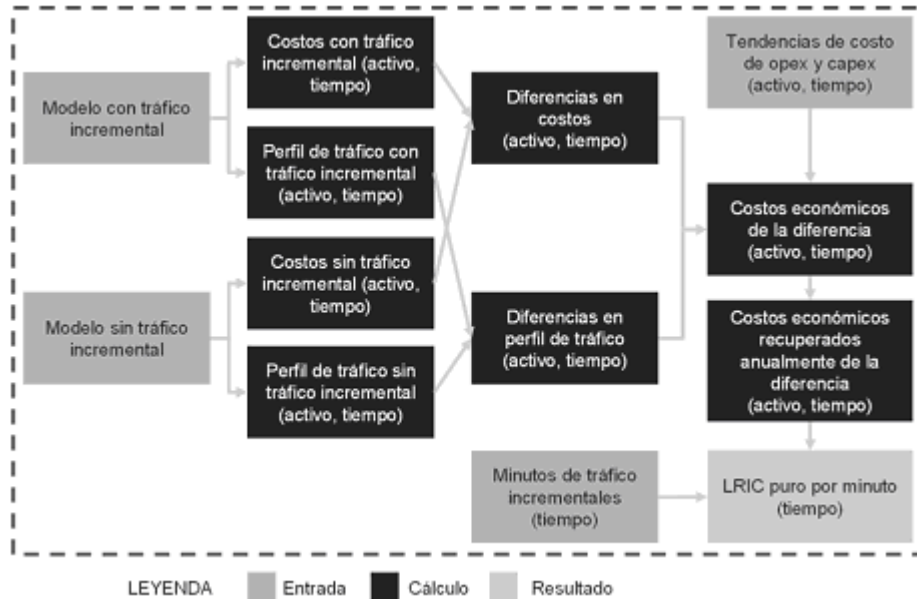 Modelo con tráfico
incremental
Modelo sin tráfico
incremental
Costos con tráfico
incremental (activo,
tiempo)
Perfil de tráfico con
tráfico incremental
(activo, tiempo)
Costos sin tráfico
incremental (activo,
tiempo)
Perfil de tráfico sin
tráfico incremental
(activo, tiempo)
Diferencias en
costos
(activo, tiempo)
Diferencias en
perfil de tráfico
(activo, tiempo)
Minutos de tráfico
incrementales
(tiempo)
Tendencias de costo
de opex y capex
(activo, tiempo)
Costos económicos
de la diferencia
(activo, tiempo)
Costos económicos
recuperados
anualmente de la
diferencia
(activo, tiempo)
LRIC puro por minuto
(tiempo)
LEYENDA Entrada Cálculo Resultado